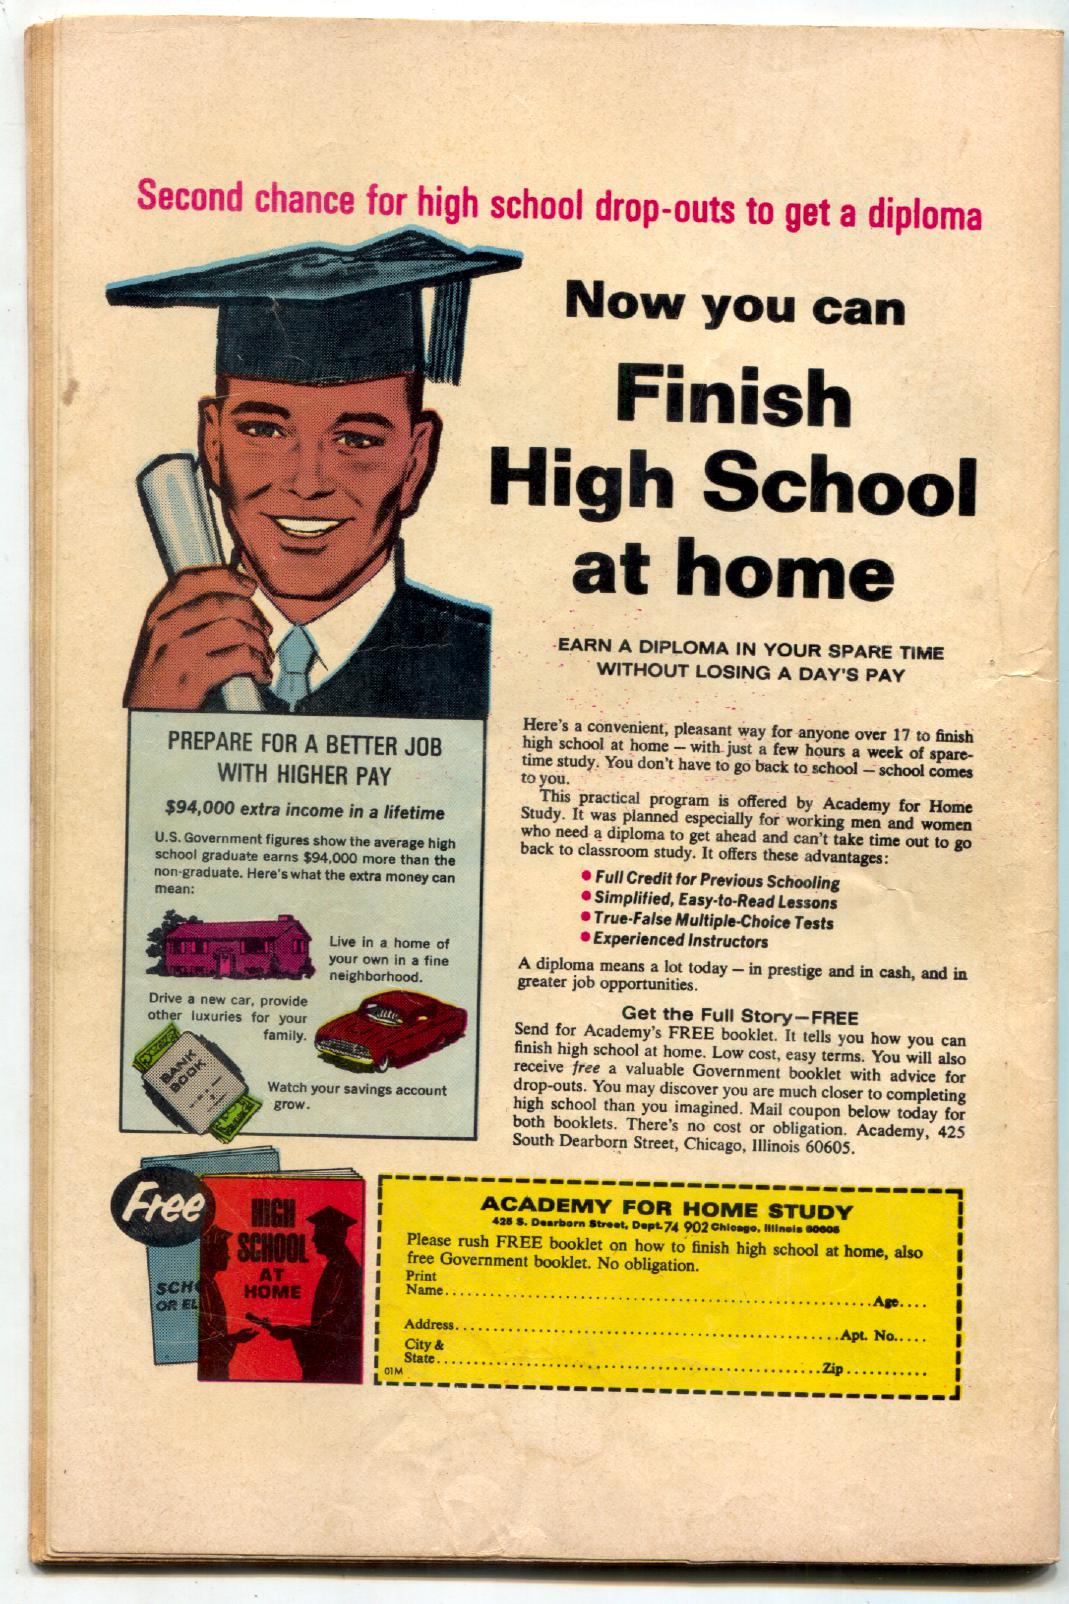 Second chance for high school drop-outs to get a diploma
Now you can
Finish
High School
at home
EARN A DIPLOMA IN YOUR SPARE TIME
WITHOUT LOSING A DAY'S PAY
Here's a convenient, pleasant way for anyone over 17 to finish
high school at home — with just a few hours a week of spare-
time study. You don't have to go back to school — school comes
to you.
This practical program is offered by Academy for Home
Study. It was planned especially for working men and women
who need a diploma to get ahead and can't take time out to go
back to classroom study. It offers these advantages:
• Full Credit for Previous Schooling
• Simplified, Easy-to-Read Lessons
• True-False Multiple-Choice Tests
• Experienced Instructors
A diploma means a lot today — in prestige and in cash, and in
greater job opportunities.
Get the Full Story—FREE
Send for Academy's FREE booklet. It tells you how you can
finish high school at home. Low cost, easy terms. You will also
receive free a valuable Government booklet with advice for
drop-outs. You may discover you are much closer to completing
high school than you imagined. Mail coupon below today for
both booklets. There's no cost or obligation. Academy, 425
South Dearborn Street, Chicago, Illinois 60605.
PREPARE FOR A BETTER JOB
WITH HIGHER PAY
$94,000 extra income in a lifetime
U.S. Government figures show the average high
school graduate earns $94,000 more than the
non-graduate. Here's what the extra money can
mean:
Live in a home of
your own in a fine
neighborhood.
Drive a new car, provide
other luxuries for your
family.
BANK
BOOK
Watch your savings account
grow.
Free
HIGH
SCHOOL
AT
HOME
SCHO
OR EL
ACADEMY FOR HOME STUDY
425 S. Dearborn Street, Dept. 74 902 Chicago, Illinois 60605
Please rush FREE booklet on how to finish high school at home, also
free Government booklet. No obligation.
Print
Name.......... Age....
Address.......... Apt. No.....
City &
State.......... Zip..........
01M